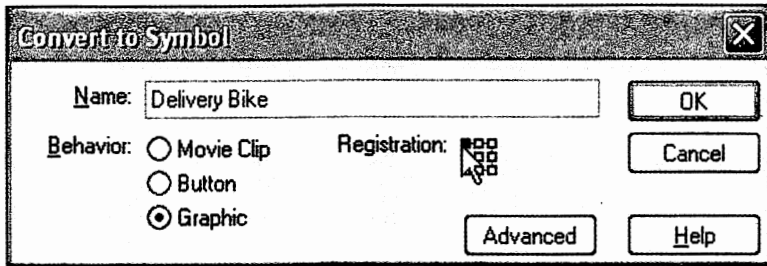 Convert to Symbol
Name: Delivery Bike
OK
Behavior: Movie Clip Registration: Cancel
Button
Graphic
Advanced Help